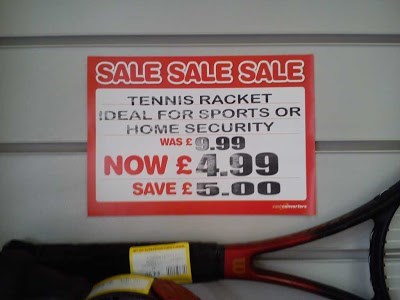 SALE SALE SALE
TENNIS RACKET
IDEAL FOR SPORTS OR
HOME SECURITY
WAS £9.99
NOW £4.99
SAVE £5.00